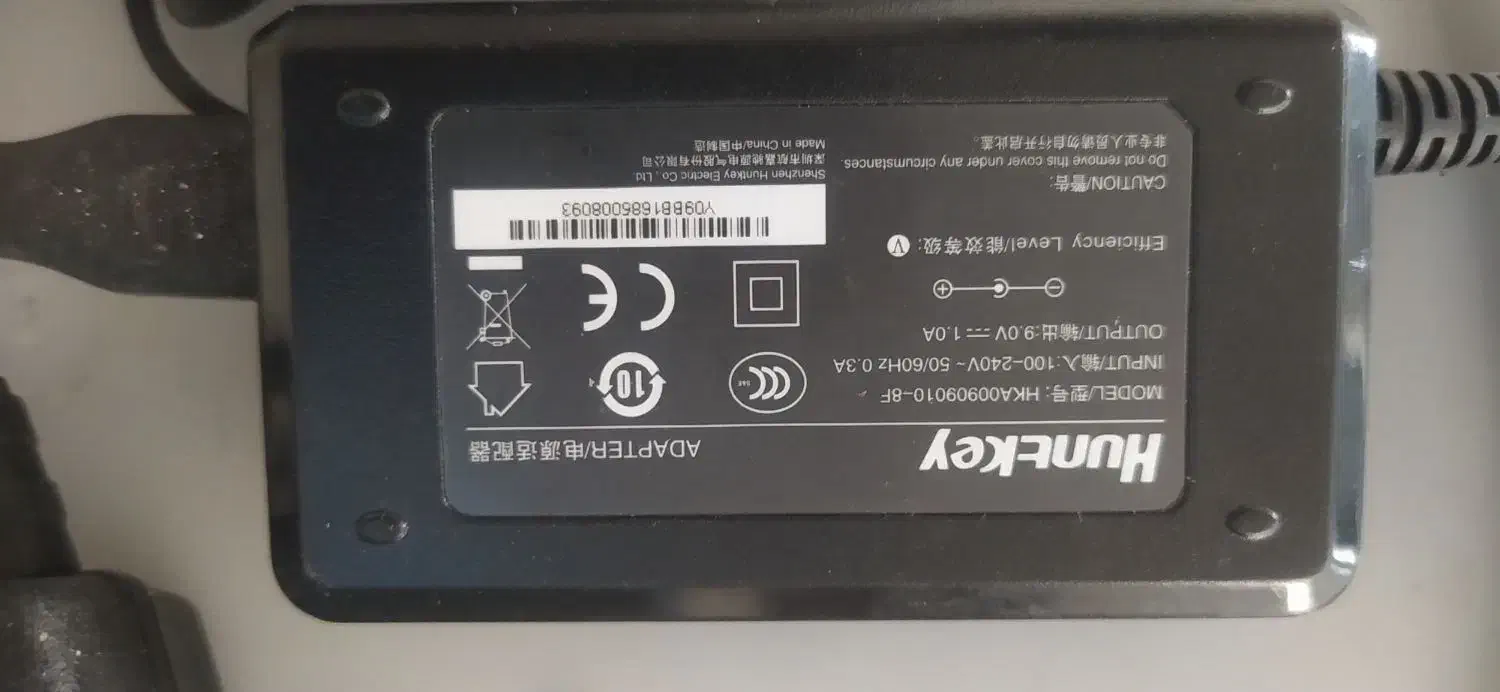 Huntkey
ADAPTER/电源适配器
MODEL/型号: HKA00909010-8F
INPUT/输入:100-240V~ 50/60Hz 0.3A
OUTPUT/输出:9.0V ⎓ 1.0A
Efficiency Level/能效等级: V
CAUTION/警告:
Do not remove this cover under any circumstances.
非专业人员请勿自行开启此盖。
CCC
S&E
10
4
CE
Y09BB1685008093
Shenzhen Huntkey Electric Co., Ltd.
深圳市航嘉驰源电气股份有限公司
Made in China/中国制造